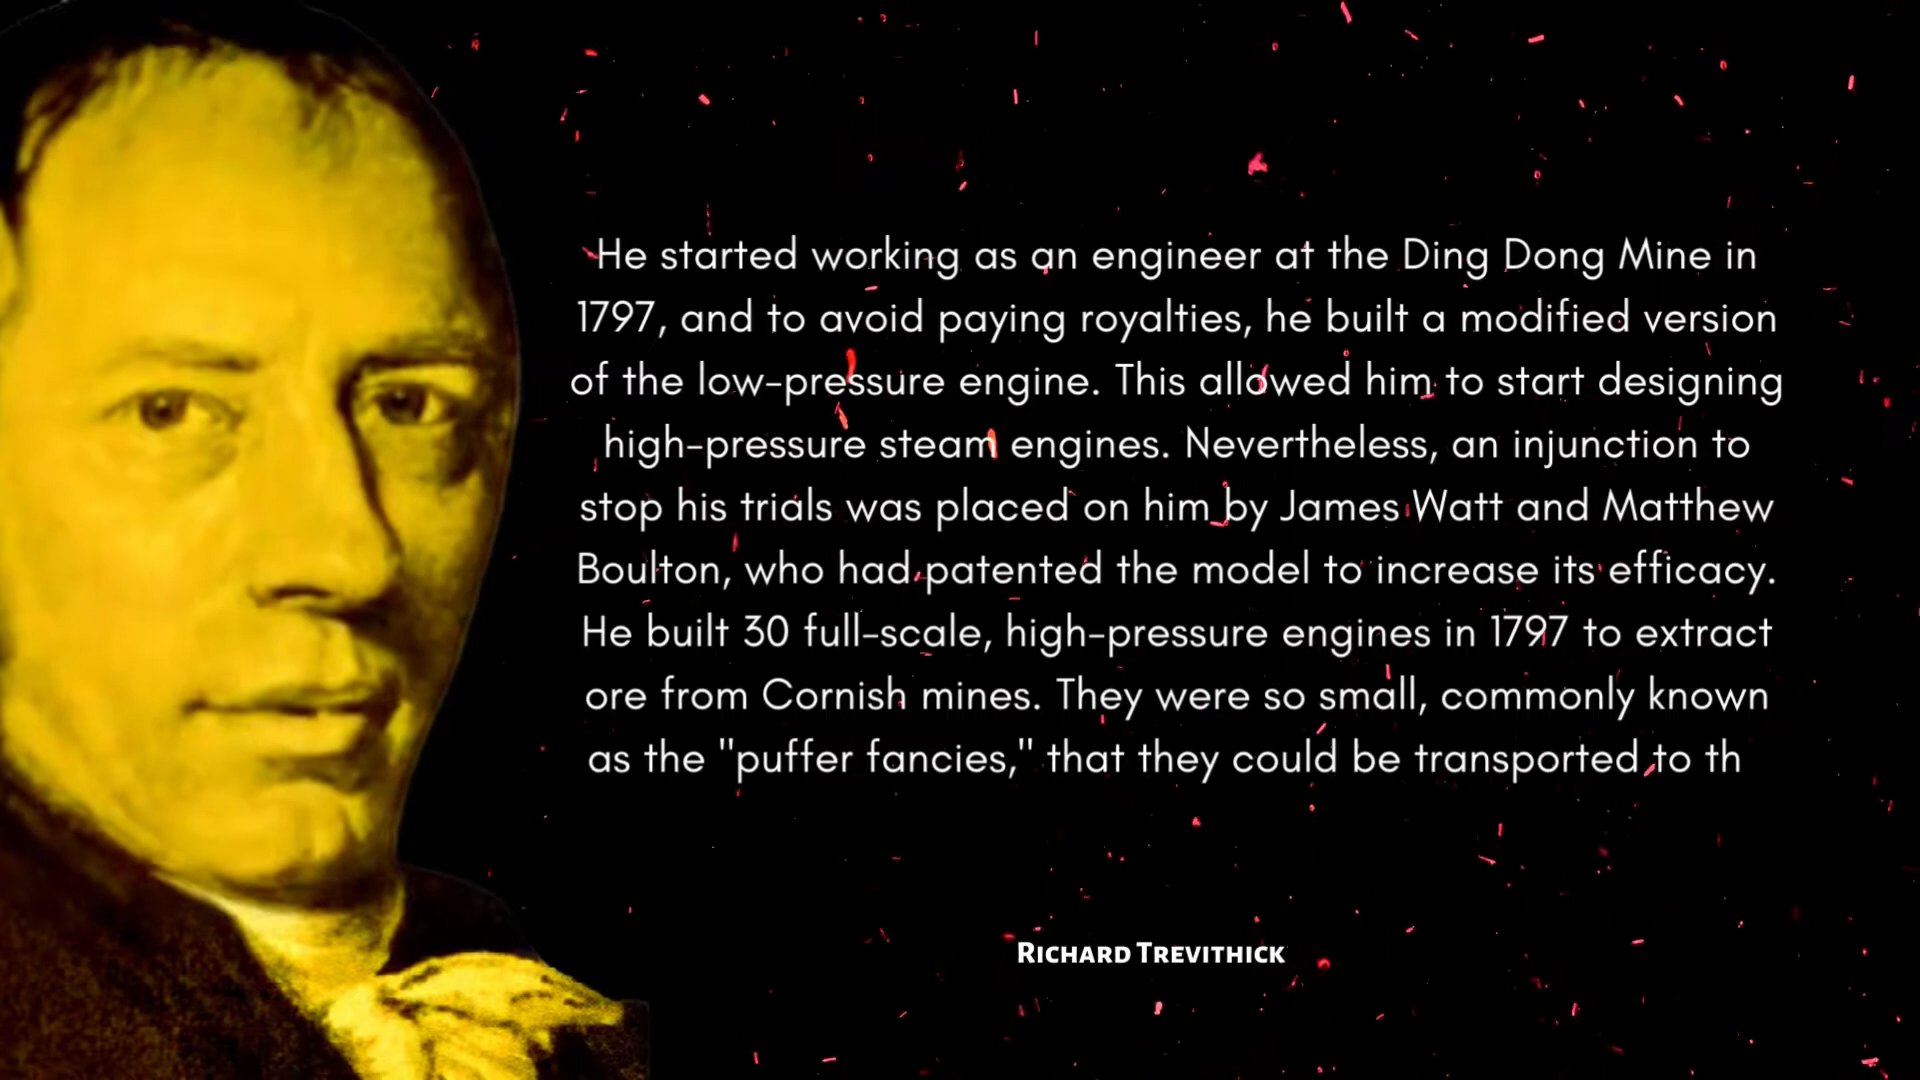 He started working as an engineer at the Ding Dong Mine in
1797, and to avoid paying royalties, he built a modified version
of the low-pressure engine. This allowed him to start designing
high-pressure steam engines. Nevertheless, an injunction to
stop his trials was placed on him by James Watt and Matthew
Boulton, who had patented the model to increase its efficacy.
He built 30 full-scale, high-pressure engines in 1797 to extract
ore from Cornish mines. They were so small, commonly known
as the "puffer fancies," that they could be transported to th
Richard Trevithick